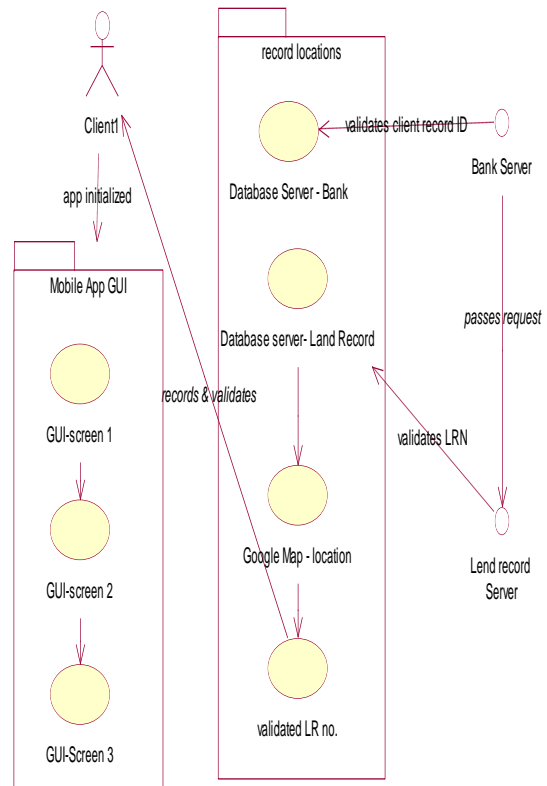 record locations
Client1
validates client record ID
Bank Server
Database Server - Bank
app initialized
Mobile App GUI
passes request
Database server- Land Record
records & validates
GUI-screen 1
validates LRN
Google Map - location
Lend record
Server
GUI-screen 2
validated LR no.
GUI-Screen 3